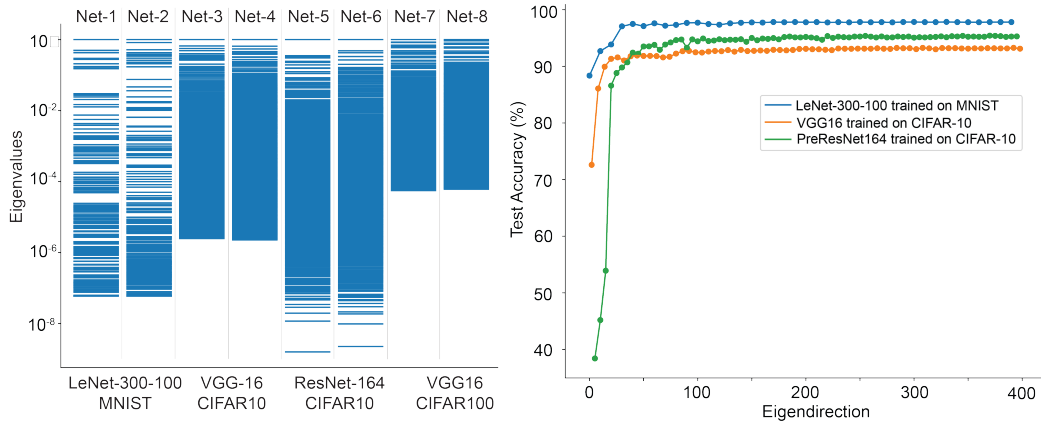 Net-1 Net-2 Net-3 Net-4 Net-5 Net-6 Net-7 Net-8
Eigenvalues
10
10-2
10-4
10-6
10-8
LeNet-300-100 VGG-16 ResNet-164 VGG16
MNIST CIFAR10 CIFAR10 CIFAR100
Test Accuracy (%)
100
90
80
70
60
50
40
LeNet-300-100 trained on MNIST
VGG16 trained on CIFAR-10
PreResNet164 trained on CIFAR-10
0 100 200 300 400
Eigendirection